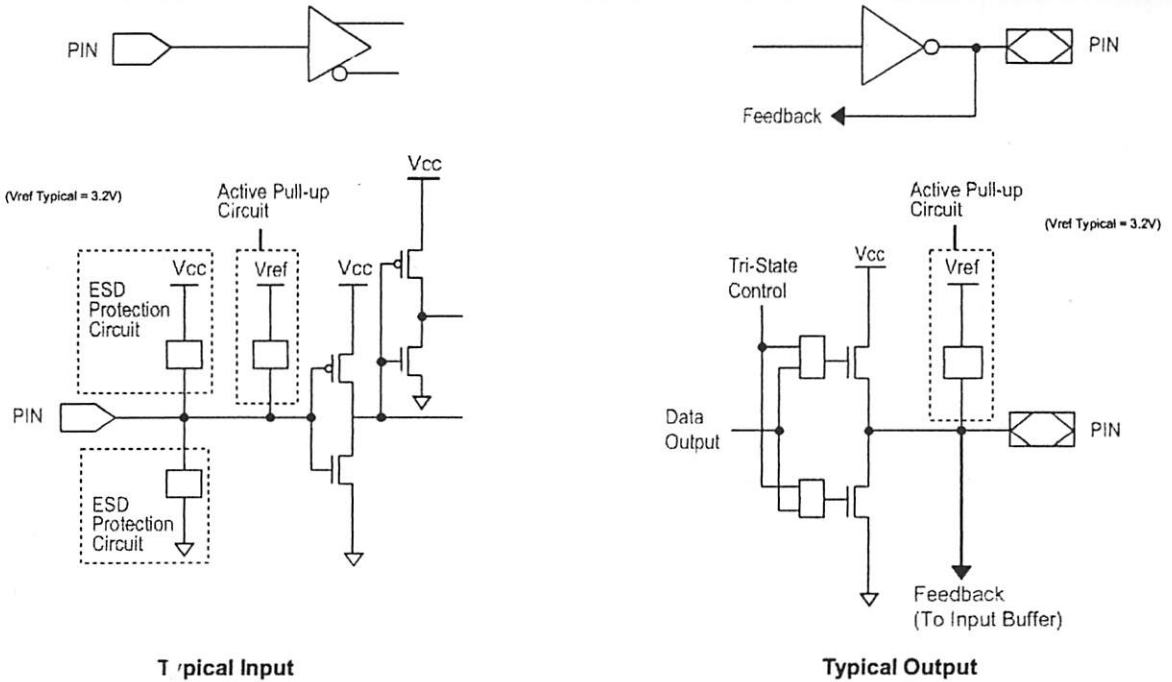 PIN
PIN
Feedback
(Vref Typical = 3.2V)
Active Pull-up
Circuit
Vcc
Vcc
Vref
Vcc
ESD
Protection
Circuit
PIN
ESD
Protection
Circuit
Typical Input
Active Pull-up
Circuit
(Vref Typical = 3.2V)
Tri-State
Control
Vcc
Vref
Data
Output
PIN
Feedback
(To Input Buffer)
Typical Output